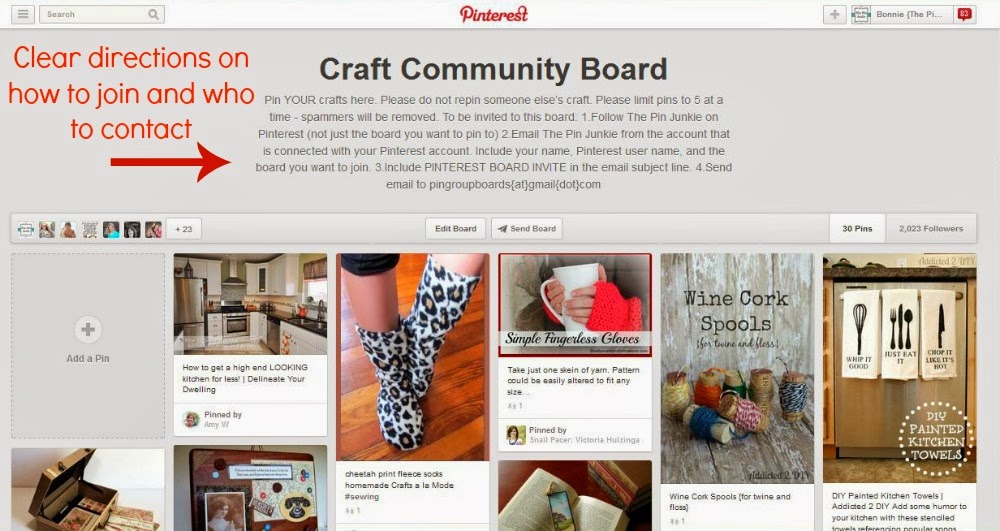 Search
Pinterest
Bonnie {The Pi...
83
Clear directions on
how to join and who
to contact
Craft Community Board
Pin YOUR crafts here. Please do not repin someone else's craft. Please limit pins to 5 at a
time - spammers will be removed. To be invited to this board: 1.Follow The Pin Junkie on
Pinterest (not just the board you want to pin to) 2.Email The Pin Junkie from the account that
is connected with your Pinterest account. Include your name, Pinterest user name, and the
board you want to join. 3.Include PINTEREST BOARD INVITE in the email subject line. 4.Send
email to pingroupboards{at}gmail{dot}com
+ 23
Edit Board
Send Board
30 Pins
2,023 Followers
Add a Pin
How to get a high end LOOKING
kitchen for less! | Delineate Your
Dwelling
Pinned by
Amy W
cheetah print fleece socks
homemade Crafts a la Mode
#sewing
Simple Fingerless Gloves
Take just one skein of yarn. Pattern
could be easily altered to fit any
size. .
1
Pinned by
Snail Pacer: Victoria Huizinga
Wine Cork
Spools
{for twine and floss}
Addicted 2 DIY
Wine Cork Spools {for twine and
floss}
Addicted 2 DIY
WHIP IT
GOOD
JUST EAT
IT
CHOP IT
LIKE IT'S
HOT
DIY
PAINTED
KITCHEN
TOWELS
DIY Painted Kitchen Towels |
Addicted 2 DIY Add some humor to
your kitchen with these stenciled
towels referencing popular songs